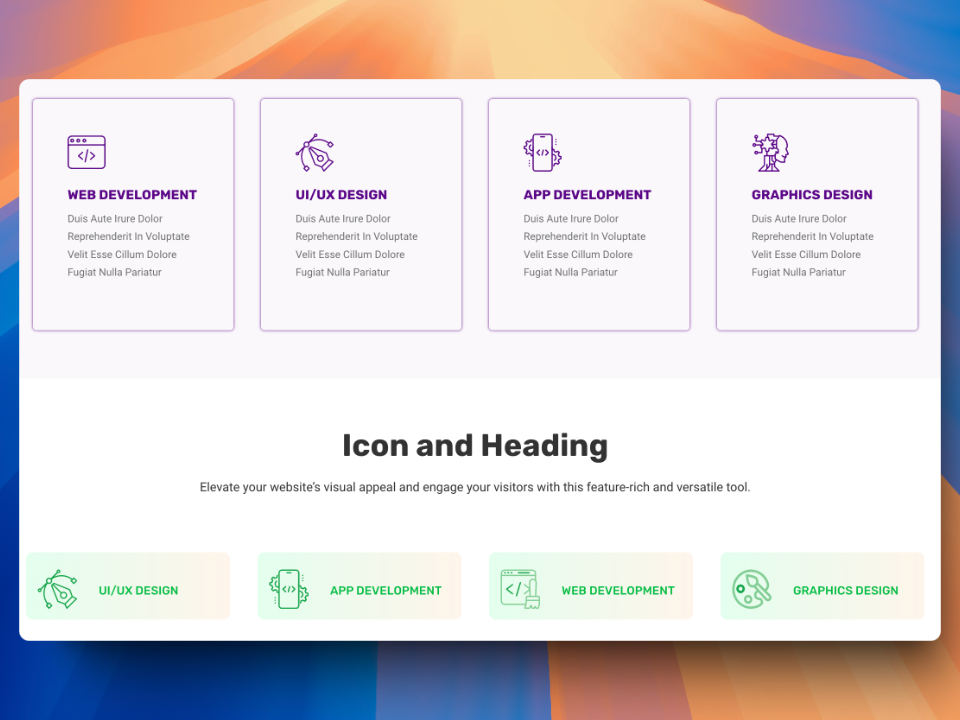 WEB DEVELOPMENT
Duis Aute Irure Dolor
Reprehenderit In Voluptate
Velit Esse Cillum Dolore
Fugiat Nulla Pariatur
UI/UX DESIGN
Duis Aute Irure Dolor
Reprehenderit In Voluptate
Velit Esse Cillum Dolore
Fugiat Nulla Pariatur
APP DEVELOPMENT
Duis Aute Irure Dolor
Reprehenderit In Voluptate
Velit Esse Cillum Dolore
Fugiat Nulla Pariatur
GRAPHICS DESIGN
Duis Aute Irure Dolor
Reprehenderit In Voluptate
Velit Esse Cillum Dolore
Fugiat Nulla Pariatur
Icon and Heading
Elevate your website's visual appeal and engage your visitors with this feature-rich and versatile tool.
UI/UX DESIGN
APP DEVELOPMENT
WEB DEVELOPMENT
GRAPHICS DESIGN